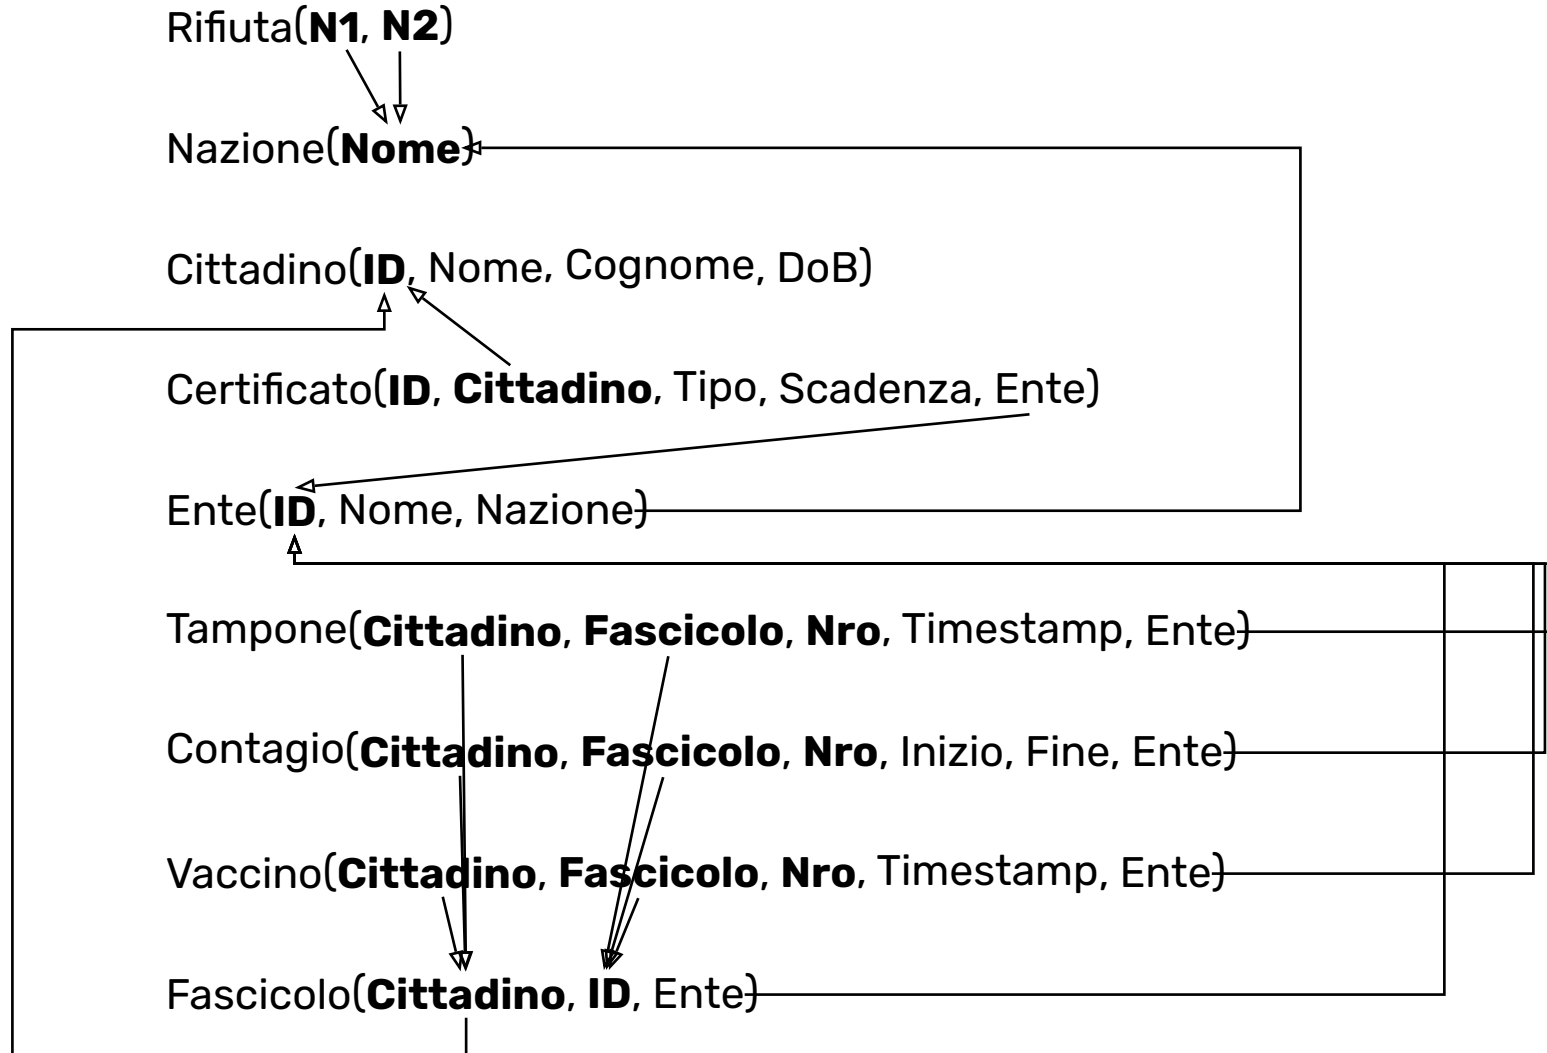 Rifiuta(N1, N2)
Nazione(Nome)
Cittadino(ID, Nome, Cognome, DoB)
Certificato(ID, Cittadino, Tipo, Scadenza, Ente)
Ente(ID, Nome, Nazione)
Tampone(Cittadino, Fascicolo, Nro, Timestamp, Ente)
Contagio(Cittadino, Fascicolo, Nro, Inizio, Fine, Ente)
Vaccino(Cittadino, Fascicolo, Nro, Timestamp, Ente)
Fascicolo(Cittadino, ID, Ente)